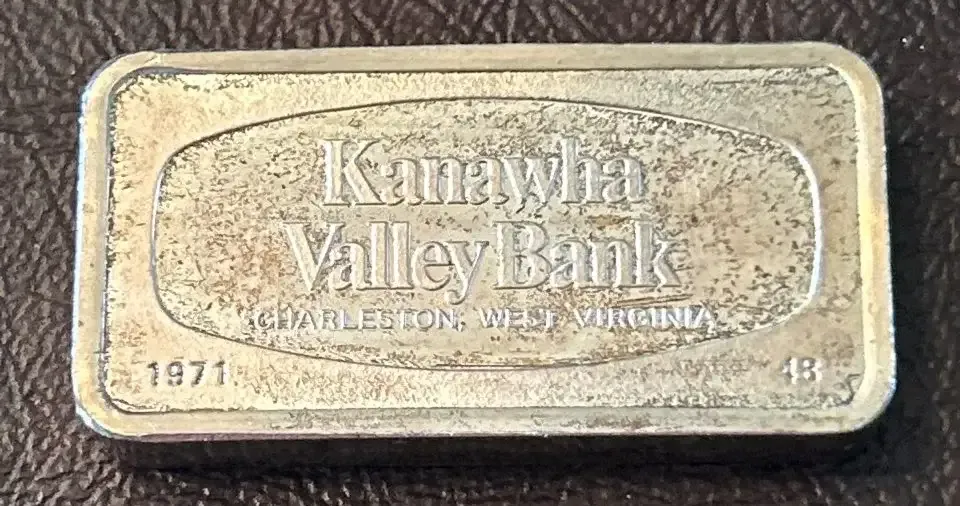 Kanawha
Valley Bank
CHARLESTON, WEST VIRGINIA
1971 48